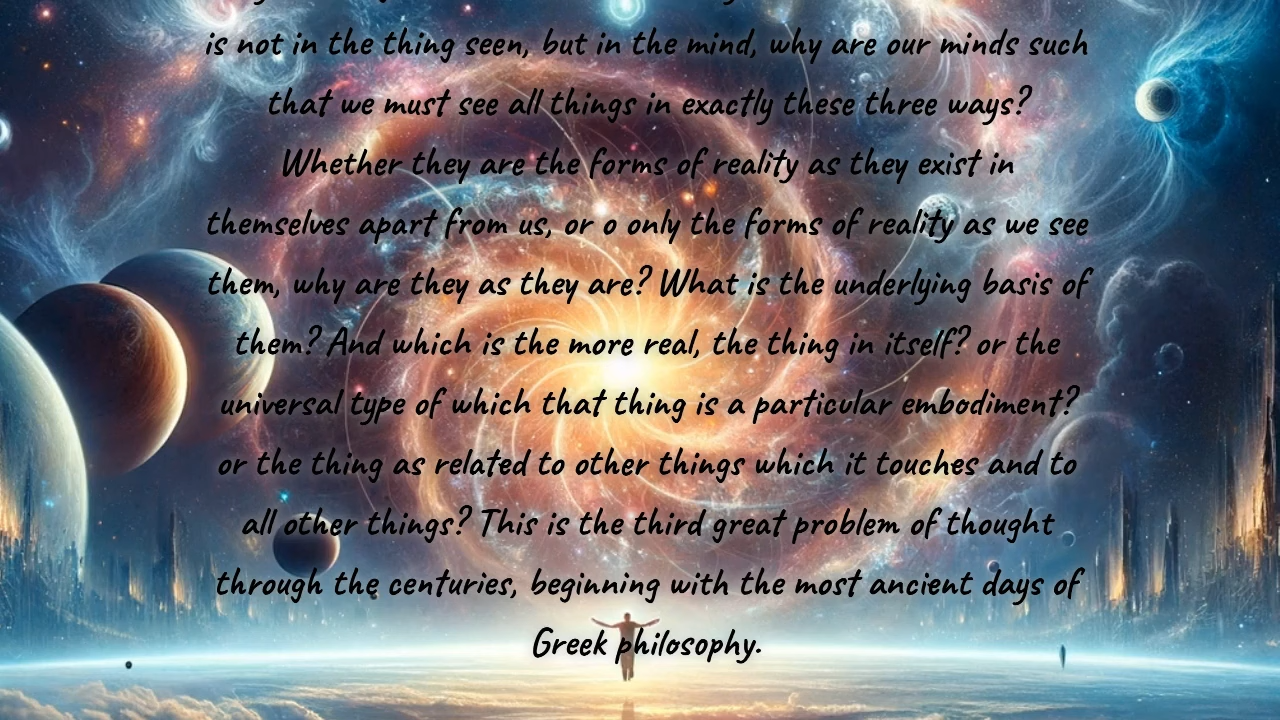 is not in the thing seen, but in the mind, why are our minds such
that we must see all things in exactly these three ways?
Whether they are the forms of reality as they exist in
themselves apart from us, or o only the forms of reality as we see
them, why are they as they are? What is the underlying basis of
them? And which is the more real, the thing in itself? or the
universal type of which that thing is a particular embodiment?
or the thing as related to other things which it touches and to
all other things? This is the third great problem of thought
through the centuries, beginning with the most ancient days of
Greek philosophy.